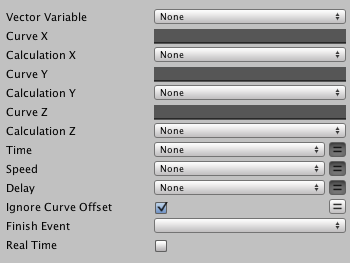 Vector Variable None
Curve X
Calculation X None
Curve Y
Calculation Y None
Curve Z
Calculation Z None
Time None =
Speed None =
Delay None =
Ignore Curve Offset =
Finish Event
Real Time